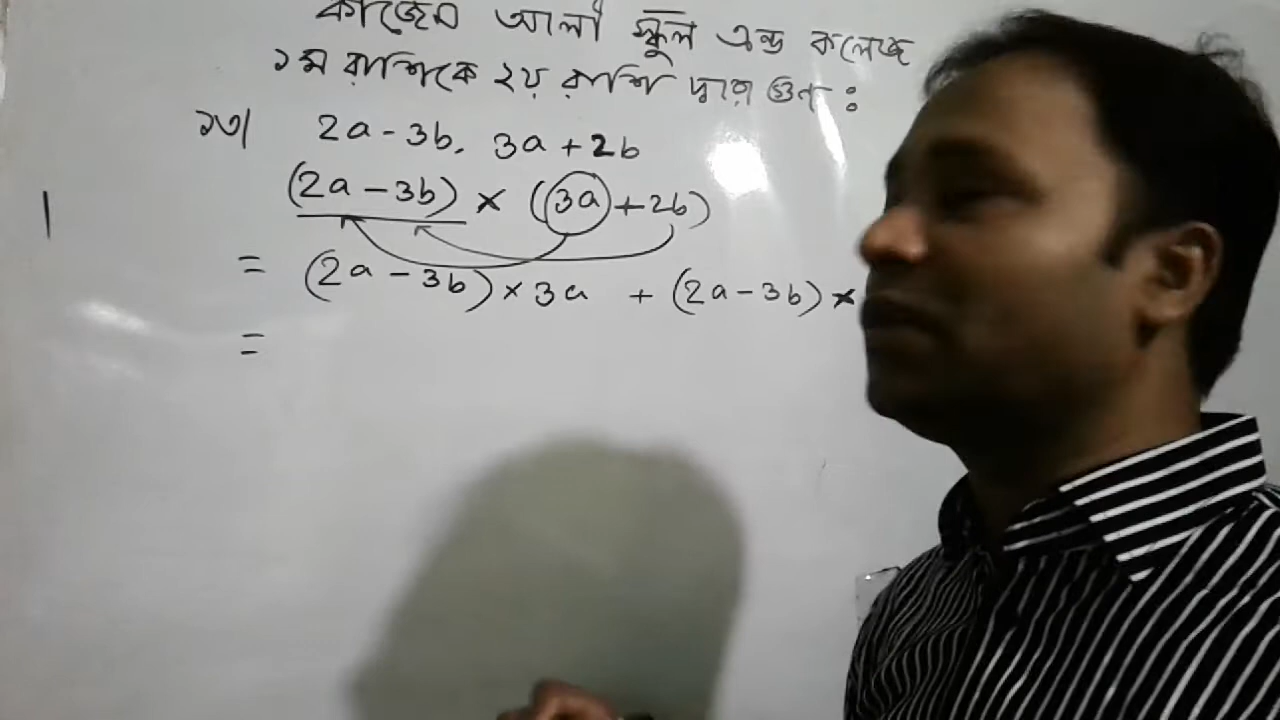 কাজেম আলী স্কুল এন্ড কলেজ
১ম রাশিকে ২য় রাশি দ্বারা গুণ :
১৩। 2a - 3b, 3a + 2b
(2a - 3b) × (3a + 2b)
= (2a - 3b) × 3a + (2a - 3b) ×
=